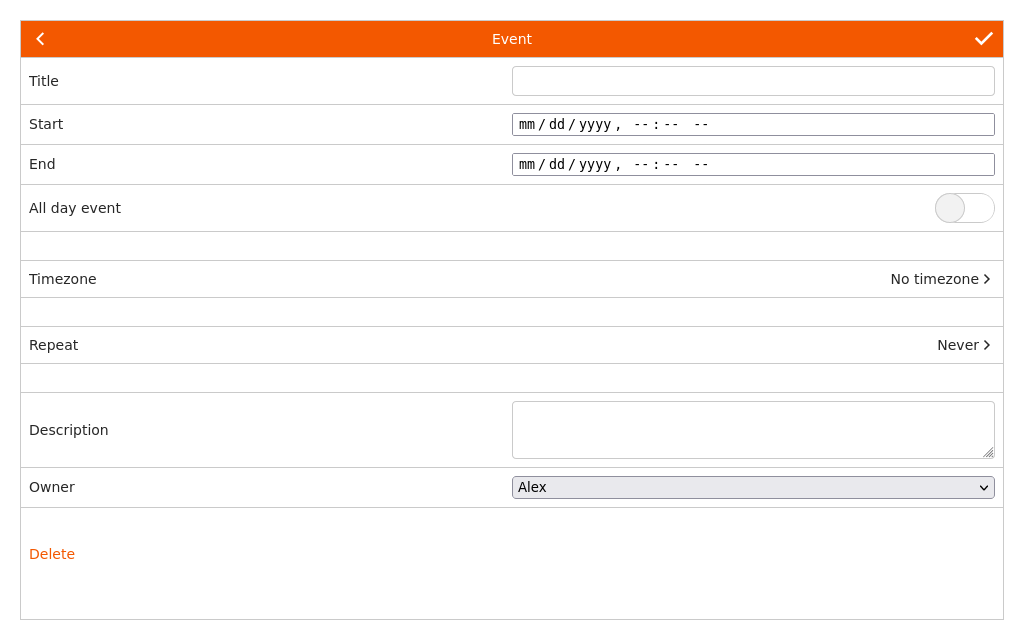 Event
Title
Start mm/dd/yyyy, --:-- --
End mm/dd/yyyy, --:-- --
All day event
Timezone No timezone
Repeat Never
Description
Owner Alex
Delete